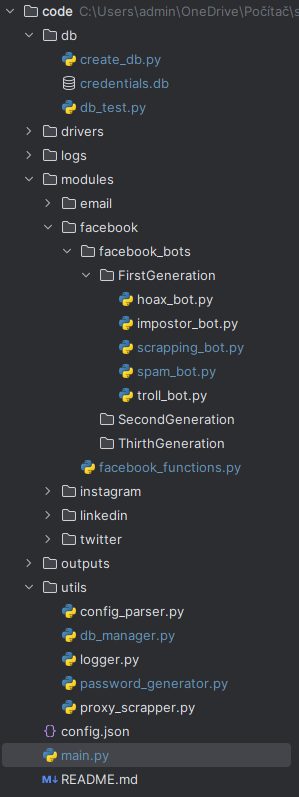 code C:\Users\admin\OneDrive\Počítač\s
db
create_db.py
credentials.db
db_test.py
drivers
logs
modules
email
facebook
facebook_bots
FirstGeneration
hoax_bot.py
impostor_bot.py
scrapping_bot.py
spam_bot.py
troll_bot.py
SecondGeneration
ThirthGeneration
facebook_functions.py
instagram
linkedin
twitter
outputs
utils
config_parser.py
db_manager.py
logger.py
password_generator.py
proxy_scrapper.py
config.json
main.py
README.md